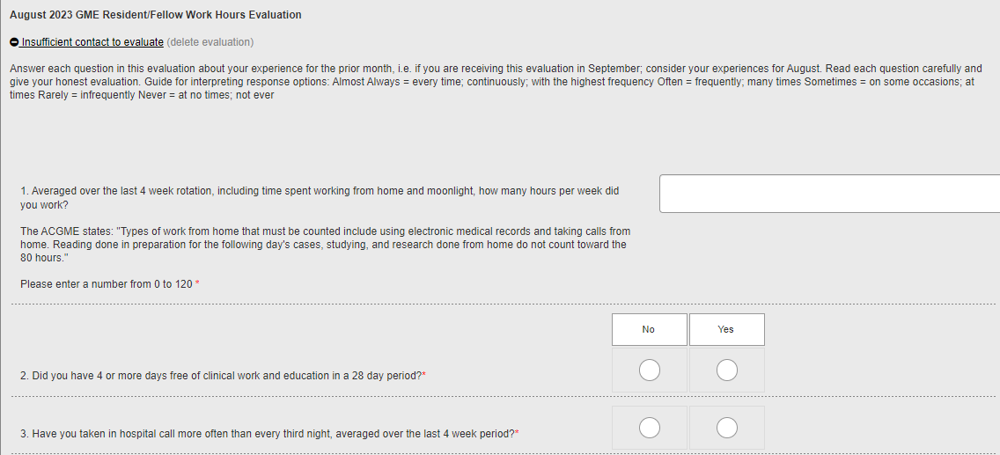 August 2023 GME Resident/Fellow Work Hours Evaluation
Insufficient contact to evaluate (delete evaluation)
Answer each question in this evaluation about your experience for the prior month, i.e. if you are receiving this evaluation in September; consider your experiences for August. Read each question carefully and
give your honest evaluation. Guide for interpreting response options: Almost Always = every time; continuously; with the highest frequency Often = frequently; many times Sometimes = on some occasions; at
times Rarely = infrequently Never = at no times; not ever
1. Averaged over the last 4 week rotation, including time spent working from home and moonlight, how many hours per week did
you work?
The ACGME states: "Types of work from home that must be counted include using electronic medical records and taking calls from
home. Reading done in preparation for the following day's cases, studying, and research done from home do not count toward the
80 hours."
Please enter a number from 0 to 120 *
No Yes
2. Did you have 4 or more days free of clinical work and education in a 28 day period?*
3. Have you taken in hospital call more often than every third night, averaged over the last 4 week period?*